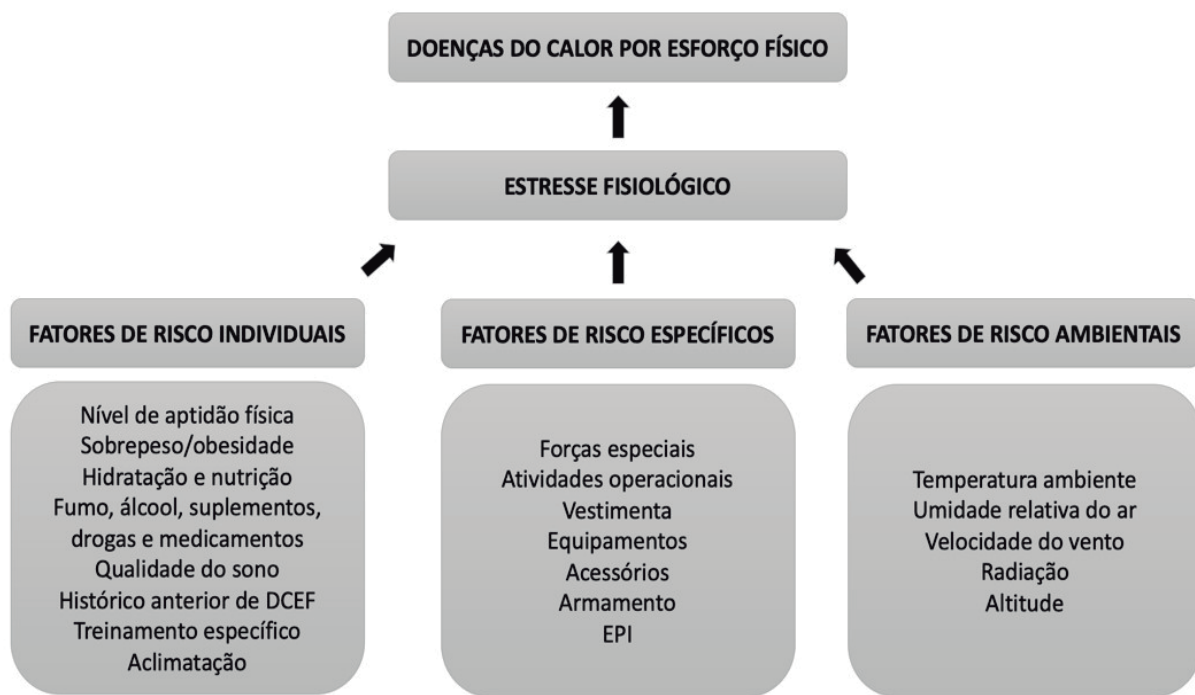 DOENÇAS DO CALOR POR ESFORÇO FÍSICO
ESTRESSE FISIOLÓGICO
FATORES DE RISCO INDIVIDUAIS
Nível de aptidão física
Sobrepeso/obesidade
Hidratação e nutrição
Fumo, álcool, suplementos,
drogas e medicamentos
Qualidade do sono
Histórico anterior de DCEF
Treinamento específico
Aclimatação
FATORES DE RISCO ESPECÍFICOS
Forças especiais
Atividades operacionais
Vestimenta
Equipamentos
Acessórios
Armamento
EPI
FATORES DE RISCO AMBIENTAIS
Temperatura ambiente
Umidade relativa do ar
Velocidade do vento
Radiação
Altitude